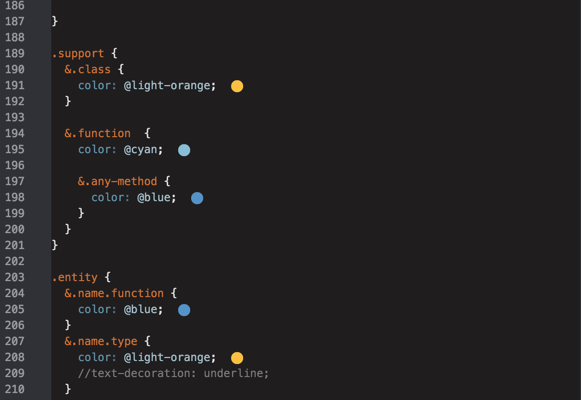 186
187 }
188
189 .support {
190 &.class {
191 color: @light-orange;
192 }
193
194 &.function  {
195 color: @cyan;
196
197 &.any-method {
198 color: @blue;
199 }
200 }
201 }
202
203 .entity {
204 &.name.function {
205 color: @blue;
206 }
207 &.name.type {
208 color: @light-orange;
209 //text-decoration: underline;
210 }